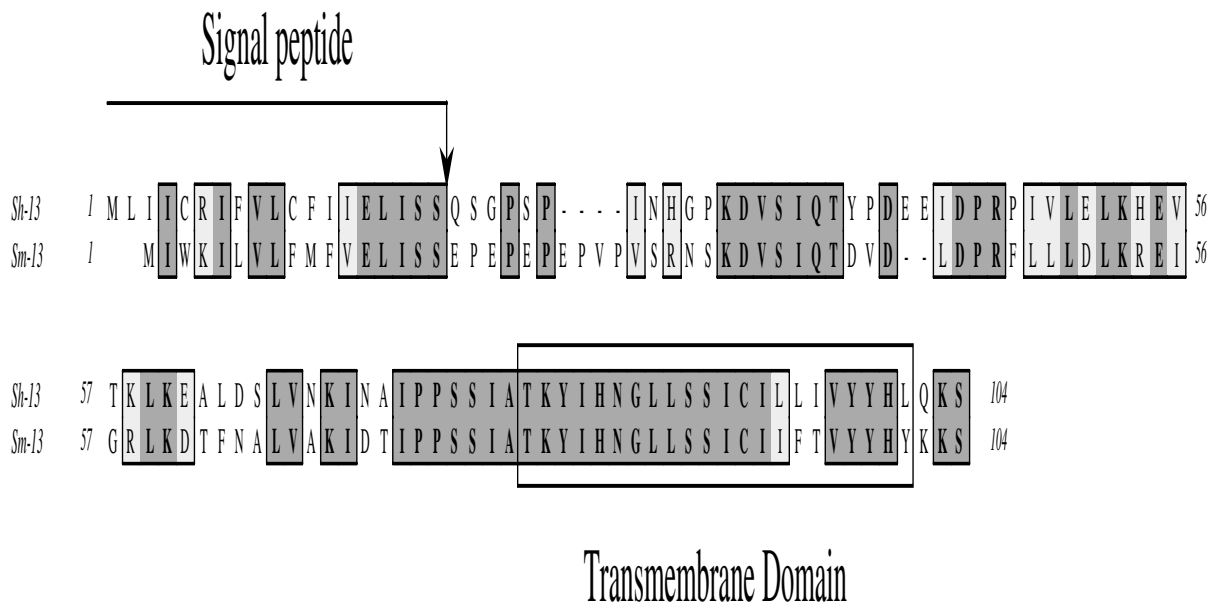 Signal peptide
Sh-13 1 M L I I C R I F V L C F I I E L I S S Q S G P S P - - - - I N H G P K D V S I Q T Y P D E E I D P R P I V L E L K H E V 56
Sm-13 1 M I W K I L V L F M F V E L I S S E P E P E P E P V P V S R N S K D V S I Q T D V D - - L D P R F L L L D L K R E I 56
Sh-13 57 T K L K E A L D S L V N K I N A I P P S S I A T K Y I H N G L L S S I C I L L I V Y Y H L Q K S 104
Sm-13 57 G R L K D T F N A L V A K I D T I P P S S I A T K Y I H N G L L S S I C I I F T V Y Y H Y K K S 104
Transmembrane Domain